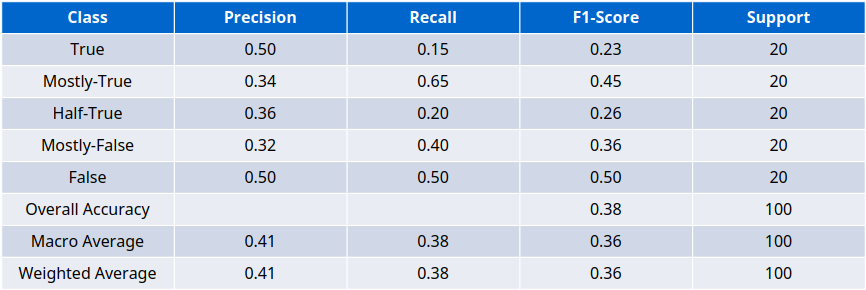 Class Precision Recall F1-Score Support
True 0.50 0.15 0.23 20
Mostly-True 0.34 0.65 0.45 20
Half-True 0.36 0.20 0.26 20
Mostly-False 0.32 0.40 0.36 20
False 0.50 0.50 0.50 20
Overall Accuracy 0.38 100
Macro Average 0.41 0.38 0.36 100
Weighted Average 0.41 0.38 0.36 100